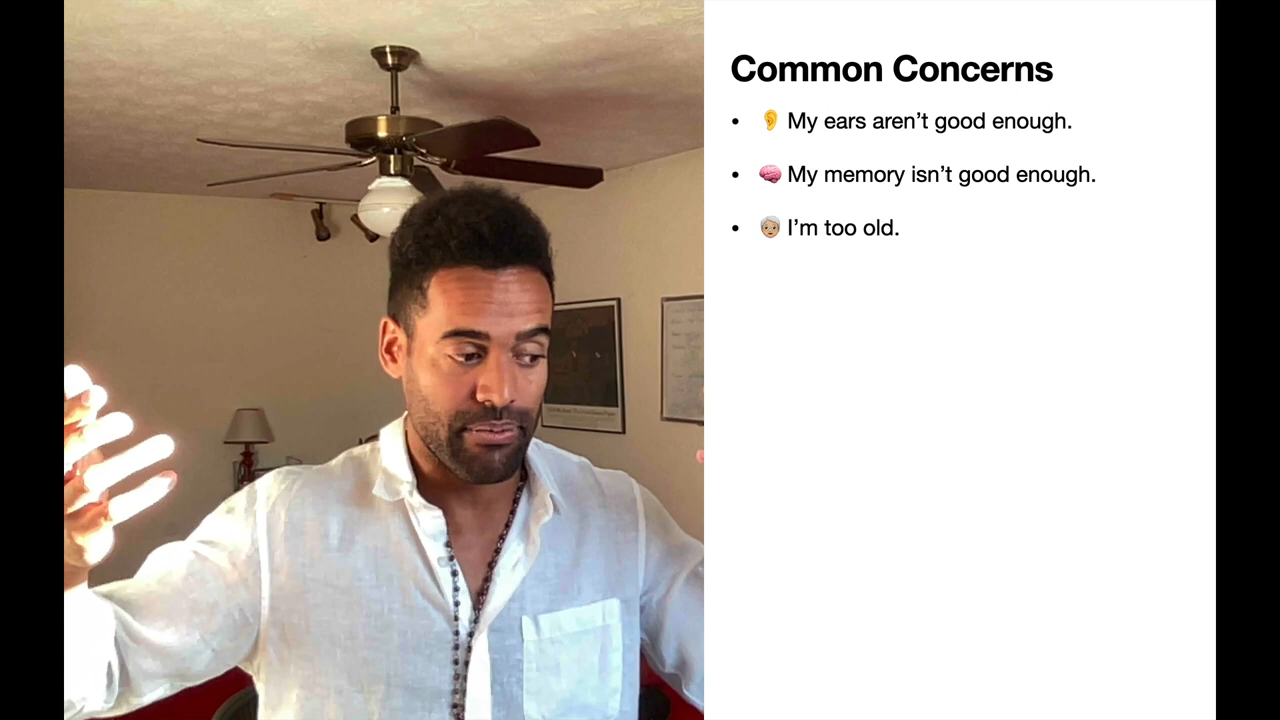 Common Concerns
• 👂 My ears aren’t good enough.
• 🧠 My memory isn’t good enough.
• 👵🏼 I’m too old.